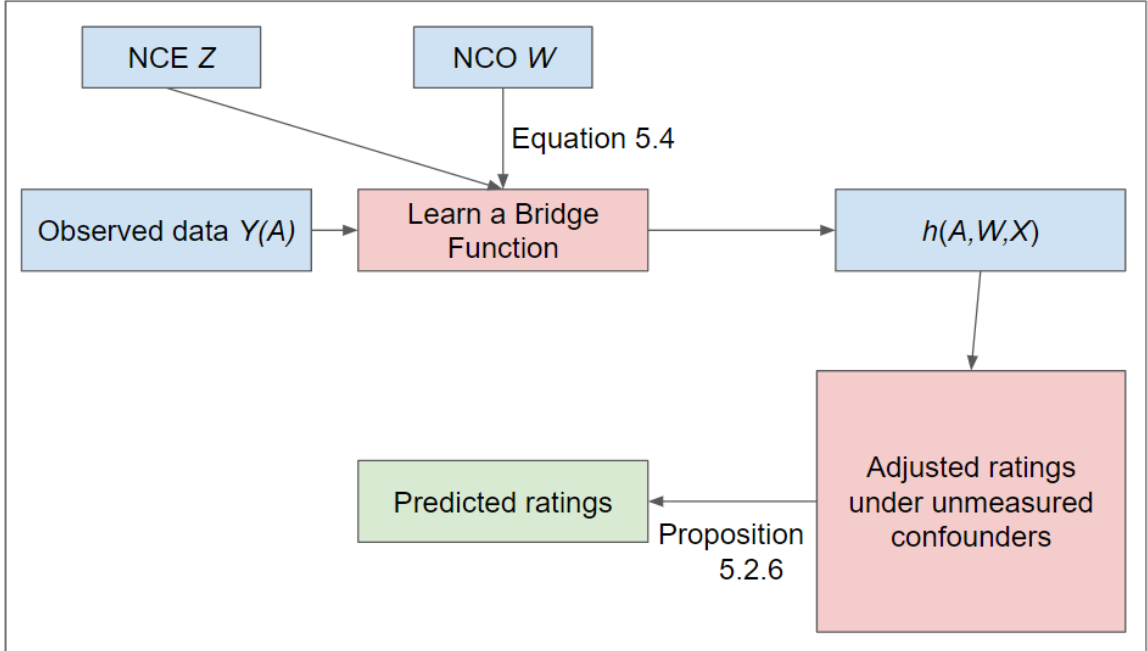 NCE Z
NCO W
Equation 5.4
Observed data Y(A)
Learn a Bridge
Function
h(A,W,X)
Adjusted ratings
under unmeasured
confounders
Predicted ratings
Proposition
5.2.6